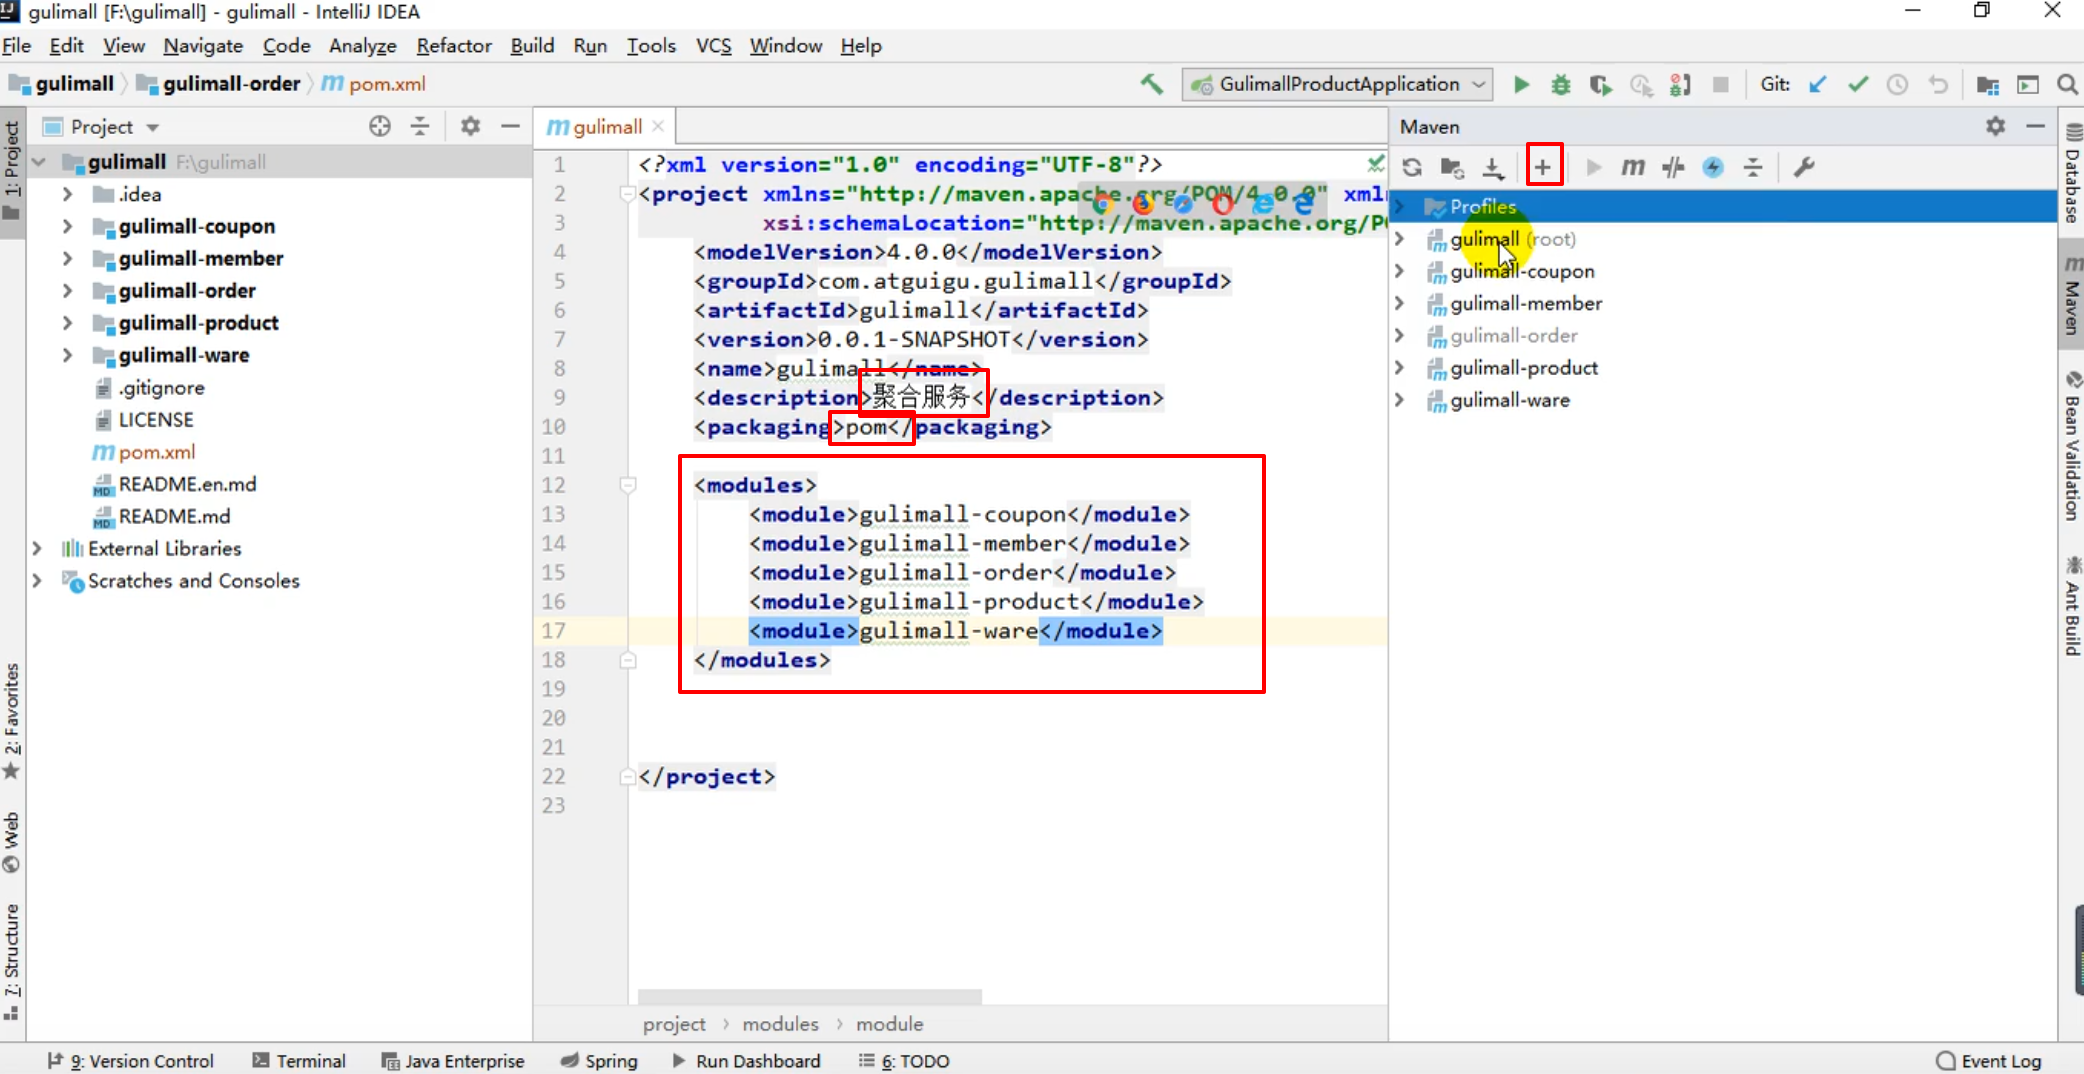 gulimall [F:\gulimall] - gulimall - IntelliJ IDEA
File Edit View Navigate Code Analyze Refactor Build Run Tools VCS Window Help
gulimall gulimall-order pom.xml
GulimallProductApplication
Git:
1: Project
2: Favorites
Web
7: Structure
Project
gulimall F:\gulimall
.idea
gulimall-coupon
gulimall-member
gulimall-order
gulimall-product
gulimall-ware
.gitignore
LICENSE
pom.xml
README.en.md
README.md
External Libraries
Scratches and Consoles
gulimall
1 <?xml version="1.0" encoding="UTF-8"?>
2 <project xmlns="http://maven.apache.org/POM/4.0.0" xml
3 xsi:schemaLocation="http://maven.apache.org/P
4 <modelVersion>4.0.0</modelVersion>
5 <groupId>com.atguigu.gulimall</groupId>
6 <artifactId>gulimall</artifactId>
7 <version>0.0.1-SNAPSHOT</version>
8 <name>gulimall</name>
9 <description>聚合服务</description>
10 <packaging>pom</packaging>
11
12 <modules>
13 <module>gulimall-coupon</module>
14 <module>gulimall-member</module>
15 <module>gulimall-order</module>
16 <module>gulimall-product</module>
17 <module>gulimall-ware</module>
18 </modules>
19
20
21
22 </project>
23
project › modules › module
Maven
Profiles
gulimall (root)
gulimall-coupon
gulimall-member
gulimall-order
gulimall-product
gulimall-ware
Database
Maven
Bean Validation
Ant Build
9: Version Control Terminal Java Enterprise Spring Run Dashboard 6: TODO Event Log